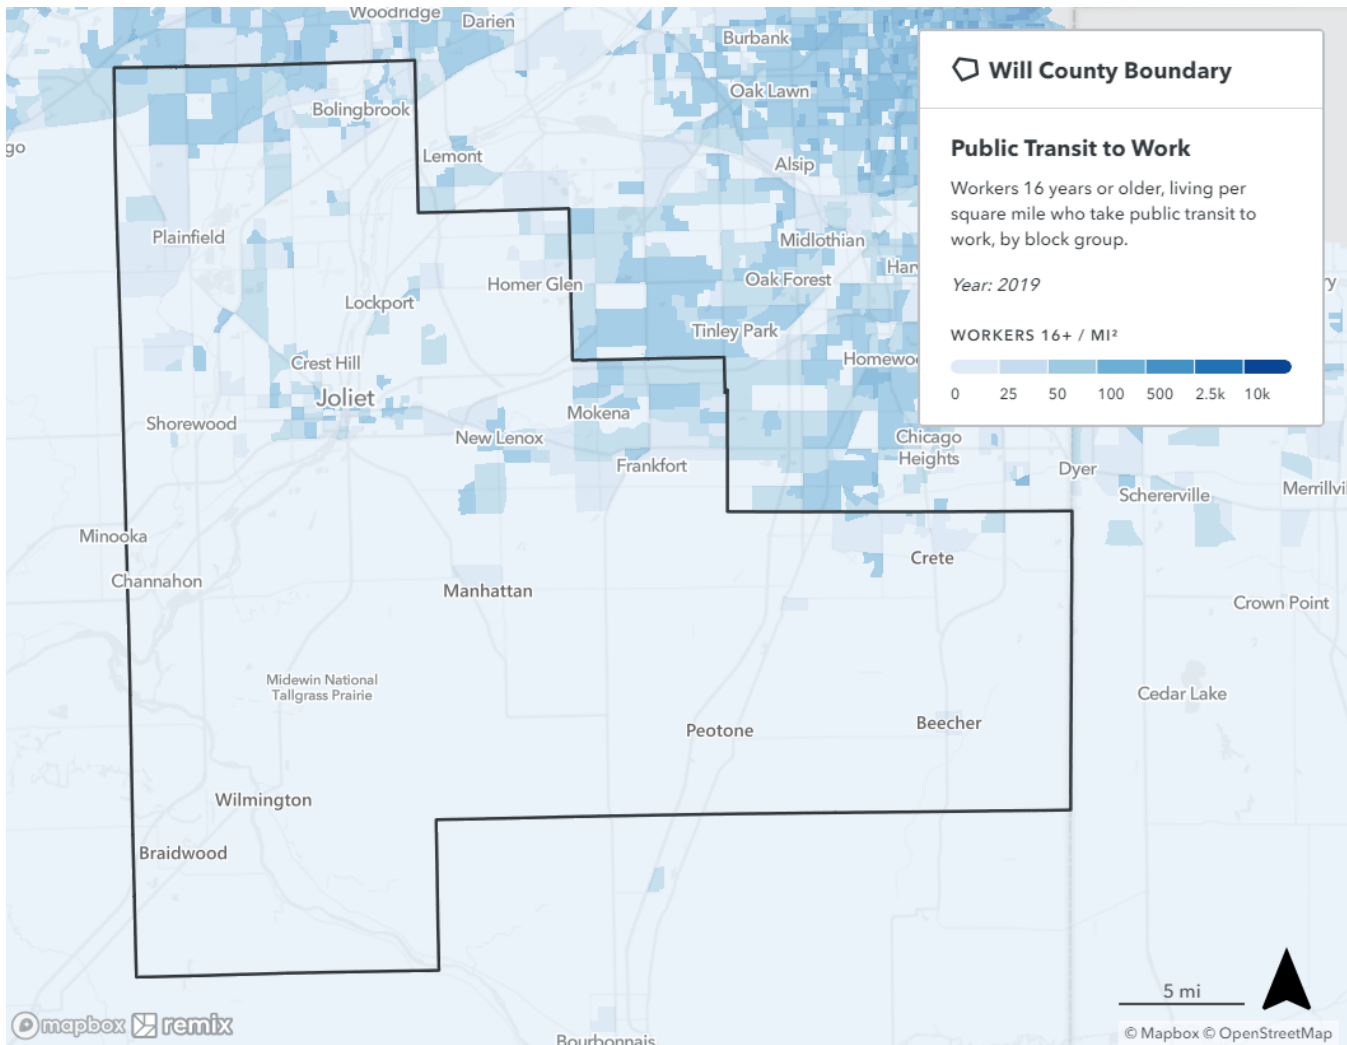 Woodridge
Darien
Burbank
Oak Lawn
Bolingbrook
Lemont
Alsip
Plainfield
Midlothian
Homer Glen
Oak Forest
Lockport
Tinley Park
Crest Hill
Joliet
Mokena
Shorewood
New Lenox
Frankfort
Chicago
Heights
Dyer
Schererville
Minooka
Channahon
Manhattan
Crete
Crown Point
Midewin National
Tallgrass Prairie
Cedar Lake
Peotone
Beecher
Wilmington
Braidwood
Bourbonnais
Will County Boundary
Public Transit to Work
Workers 16 years or older, living per
square mile who take public transit to
work, by block group.
Year: 2019
WORKERS 16+ / MI²
0 25 50 100 500 2.5k 10k
5 mi
mapbox remix
© Mapbox © OpenStreetMap